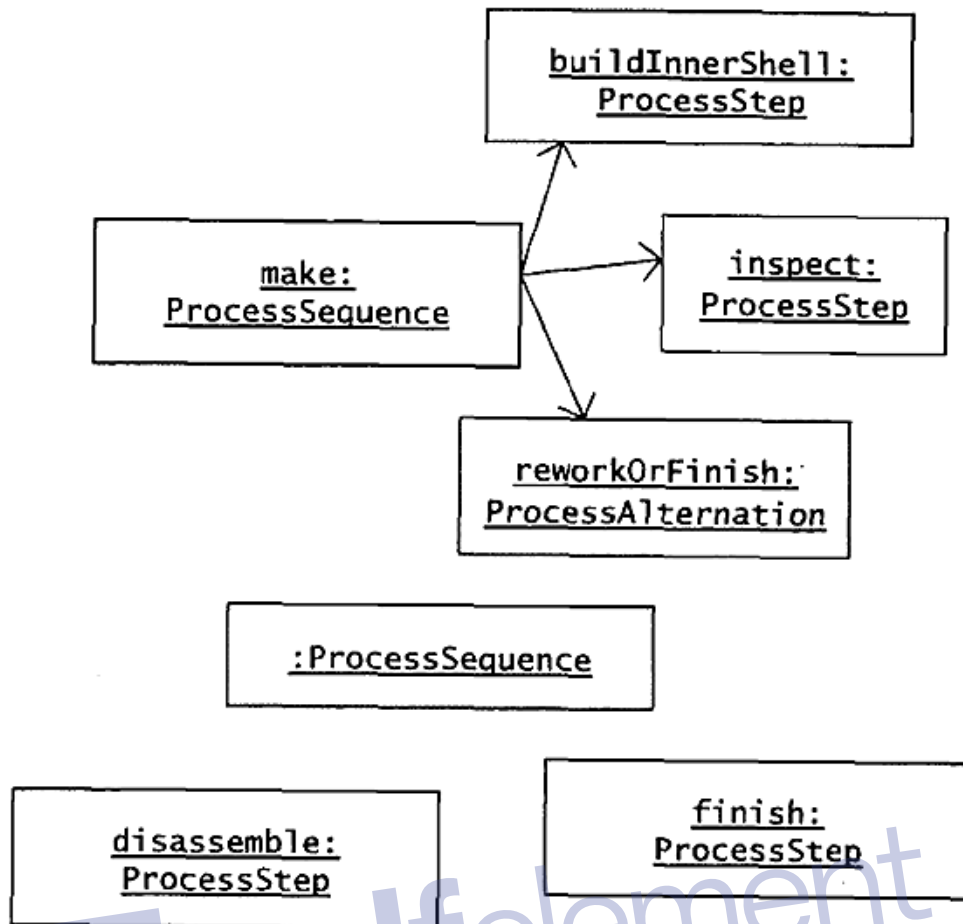 buildInnerShell:
ProcessStep
make:
ProcessSequence
inspect:
ProcessStep
reworkOrFinish:
ProcessAlternation
:ProcessSequence
disassemble:
ProcessStep
finish:
ProcessStep